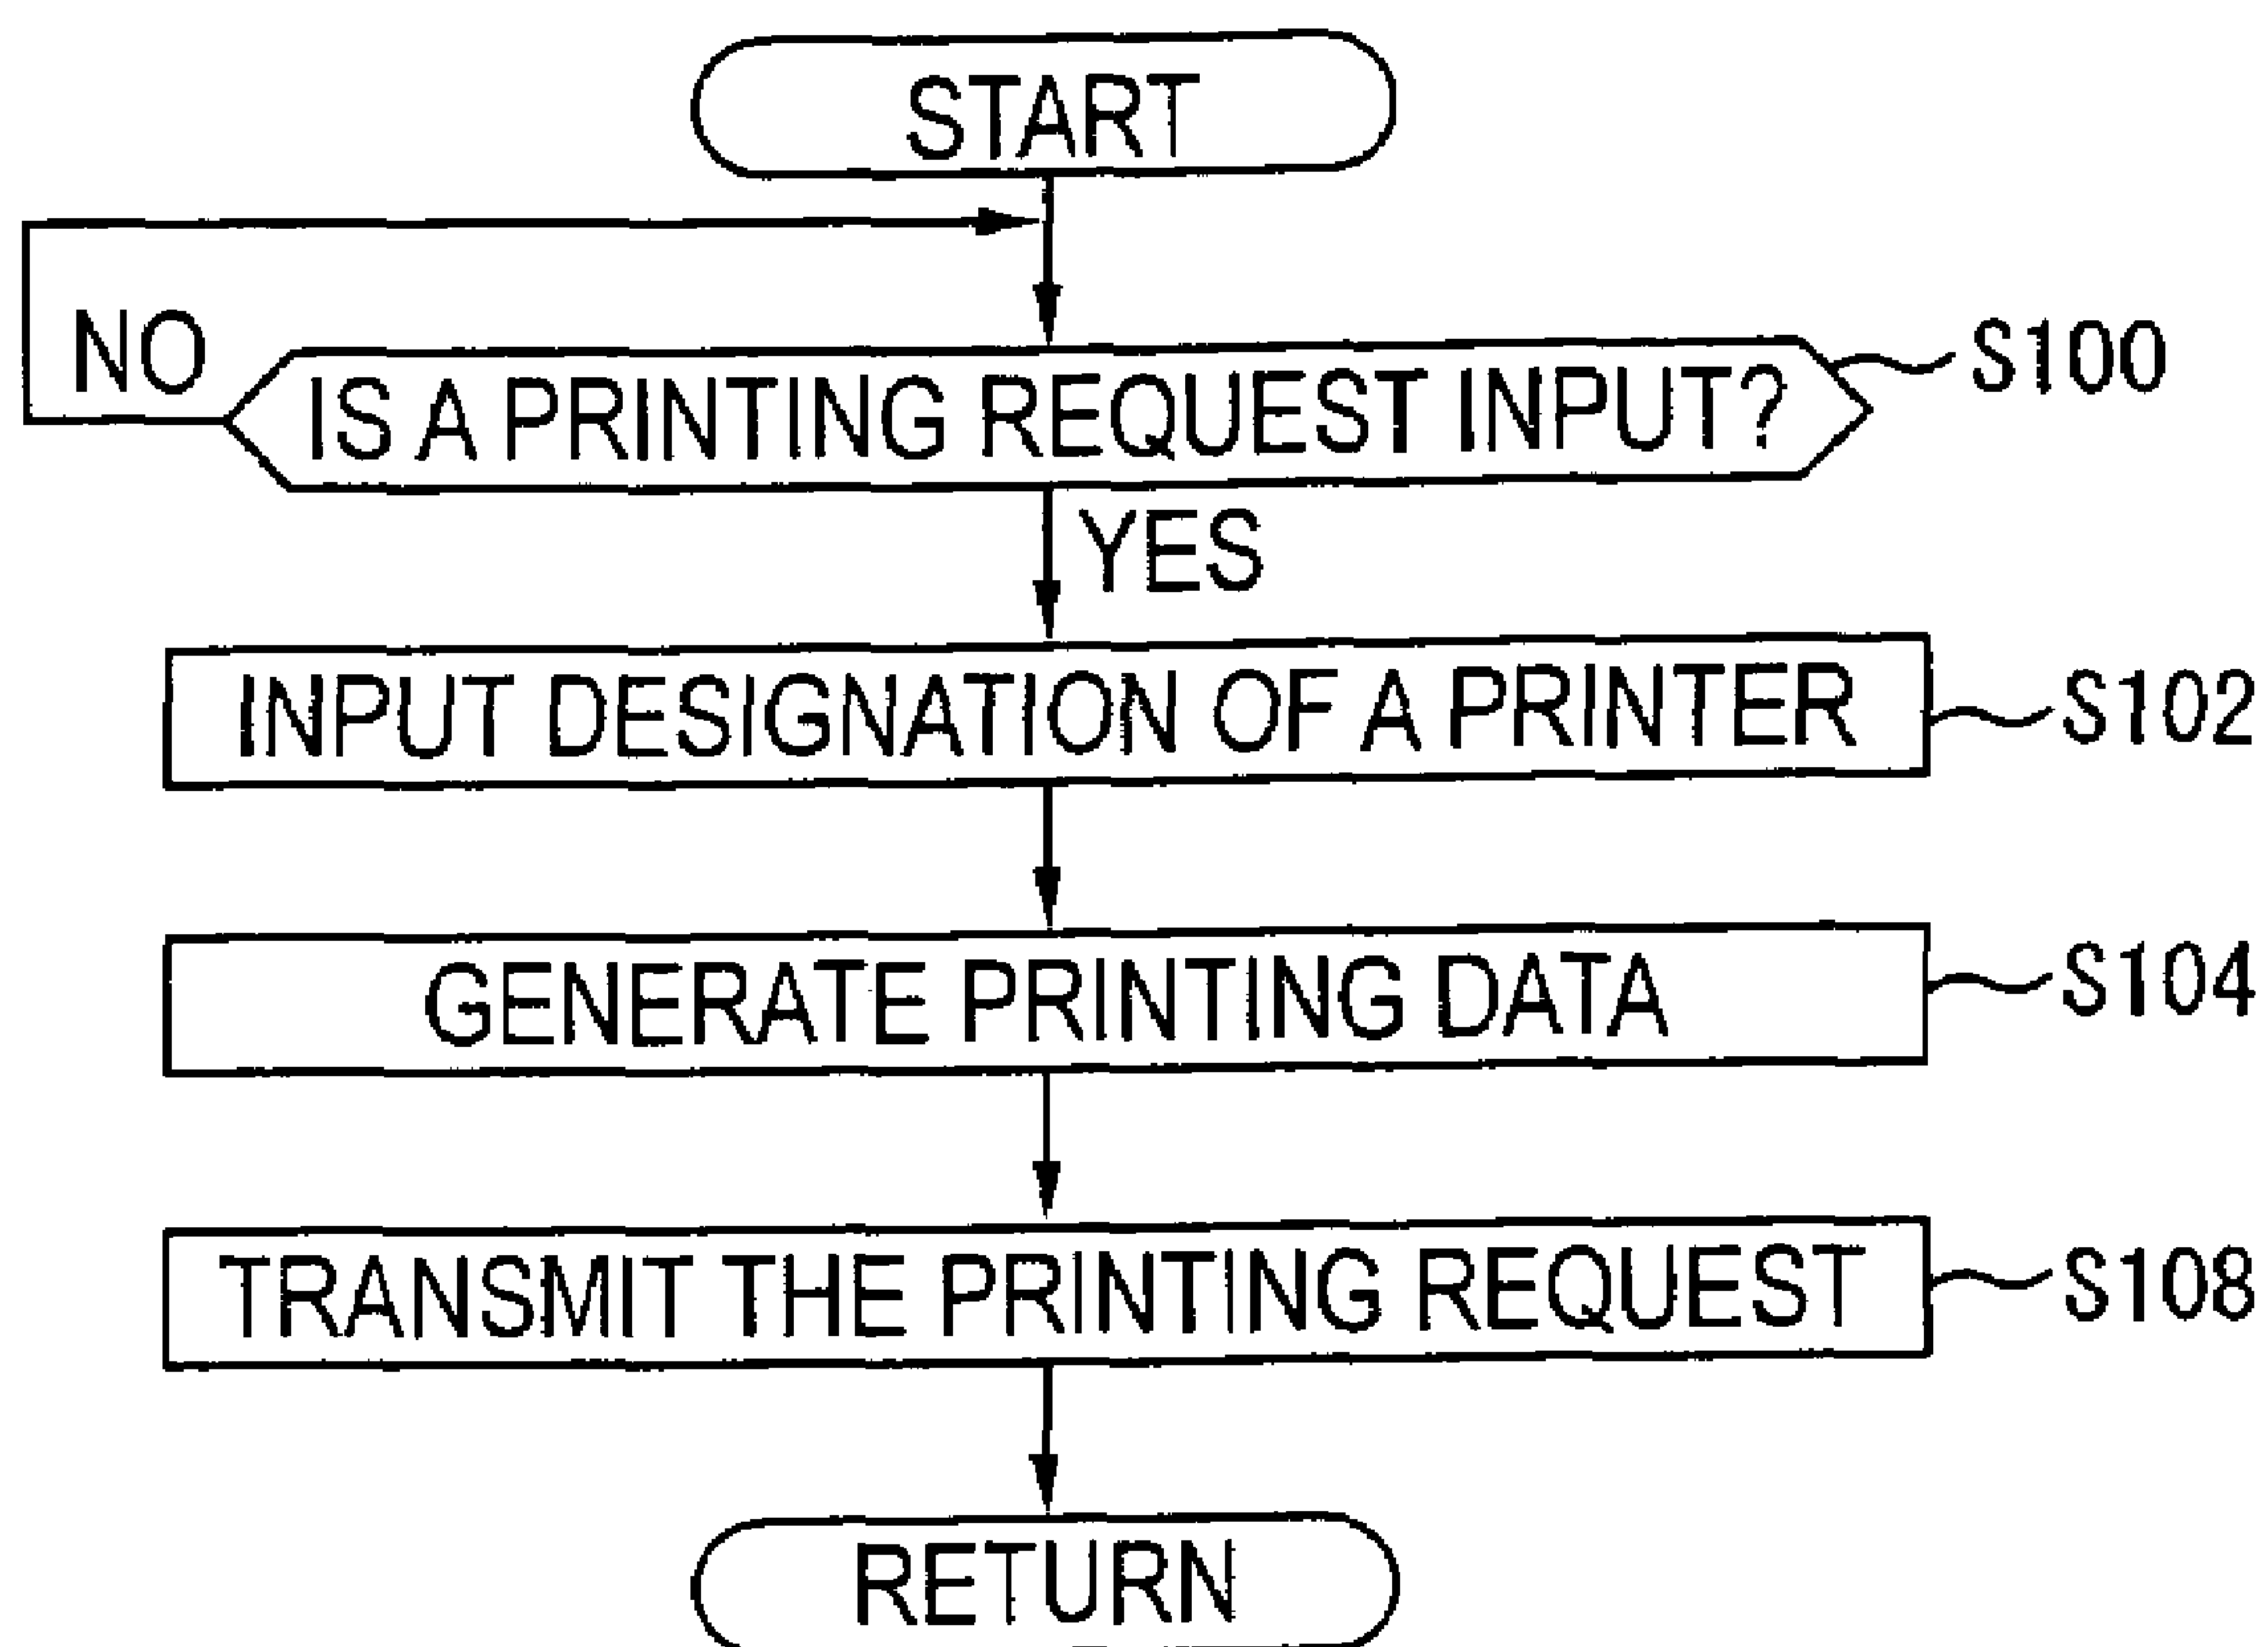 START
NO
IS A PRINTING REQUEST INPUT?
S100
YES
INPUT DESIGNATION OF A PRINTER
S102
GENERATE PRINTING DATA
S104
TRANSMIT THE PRINTING REQUEST
S108
RETURN